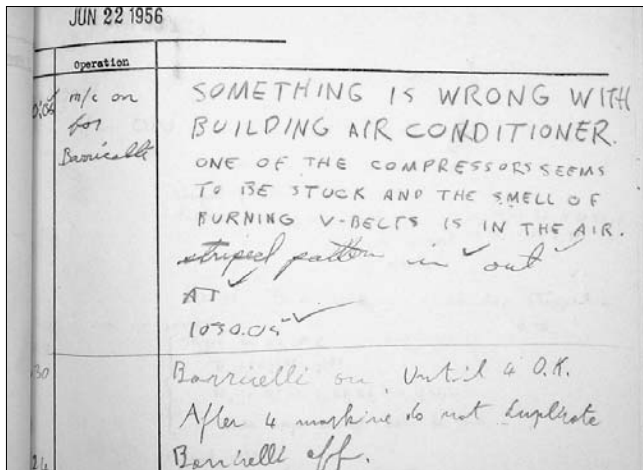 JUN 22 1956
Operation
m/c on
for
Barricelli
SOMETHING IS WRONG WITH
BUILDING AIR CONDITIONER.
ONE OF THE COMPRESSORS SEEMS
TO BE STUCK AND THE SMELL OF
BURNING V-BELTS IS IN THE AIR.
striped pattern in ✓ out ✓
AT ✓
1030.05 ✓
30
Barricelli on. Until 4 O.K.
After 4 machine do not duplicate
24
Barricelli off.